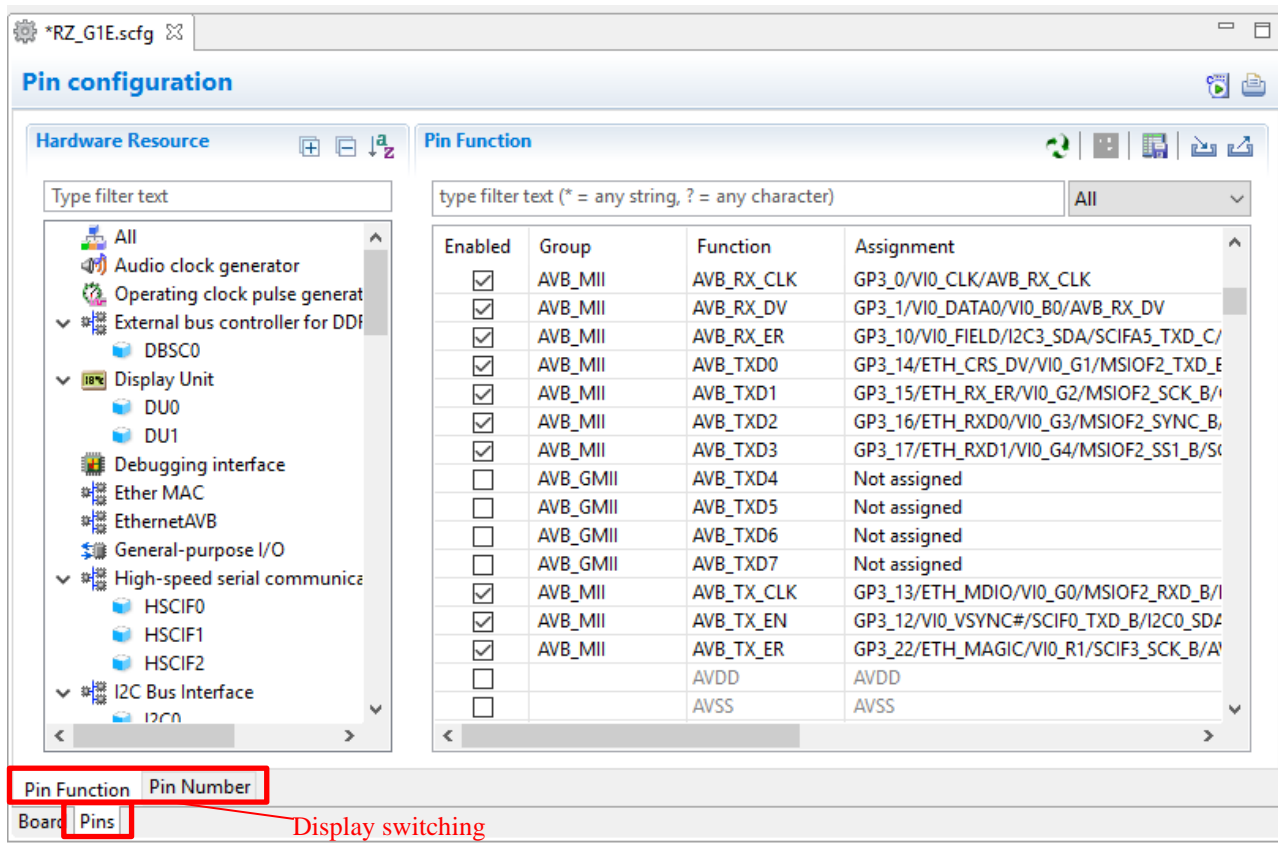 *RZ_G1E.scfg
Pin configuration
Hardware Resource
Type filter text
All
Audio clock generator
Operating clock pulse generat
External bus controller for DDR
DBSC0
Display Unit
DU0
DU1
Debugging interface
Ether MAC
EthernetAVB
General-purpose I/O
High-speed serial communica
HSCIF0
HSCIF1
HSCIF2
I2C Bus Interface
I2C0
Pin Function
type filter text (* = any string, ? = any character)
All
Enabled Group Function Assignment
AVB_MII AVB_RX_CLK GP3_0/VI0_CLK/AVB_RX_CLK
AVB_MII AVB_RX_DV GP3_1/VI0_DATA0/VI0_B0/AVB_RX_DV
AVB_MII AVB_RX_ER GP3_10/VI0_FIELD/I2C3_SDA/SCIFA5_TXD_C/
AVB_MII AVB_TXD0 GP3_14/ETH_CRS_DV/VI0_G1/MSIOF2_TXD_B
AVB_MII AVB_TXD1 GP3_15/ETH_RX_ER/VI0_G2/MSIOF2_SCK_B/
AVB_MII AVB_TXD2 GP3_16/ETH_RXD0/VI0_G3/MSIOF2_SYNC_B/
AVB_MII AVB_TXD3 GP3_17/ETH_RXD1/VI0_G4/MSIOF2_SS1_B/S
AVB_GMII AVB_TXD4 Not assigned
AVB_GMII AVB_TXD5 Not assigned
AVB_GMII AVB_TXD6 Not assigned
AVB_GMII AVB_TXD7 Not assigned
AVB_MII AVB_TX_CLK GP3_13/ETH_MDIO/VI0_G0/MSIOF2_RXD_B/
AVB_MII AVB_TX_EN GP3_12/VI0_VSYNC#/SCIF0_TXD_B/I2C0_SDA
AVB_MII AVB_TX_ER GP3_22/ETH_MAGIC/VI0_R1/SCIF3_SCK_B/A
AVDD AVDD
AVSS AVSS
Pin Function Pin Number
Board Pins
Display switching